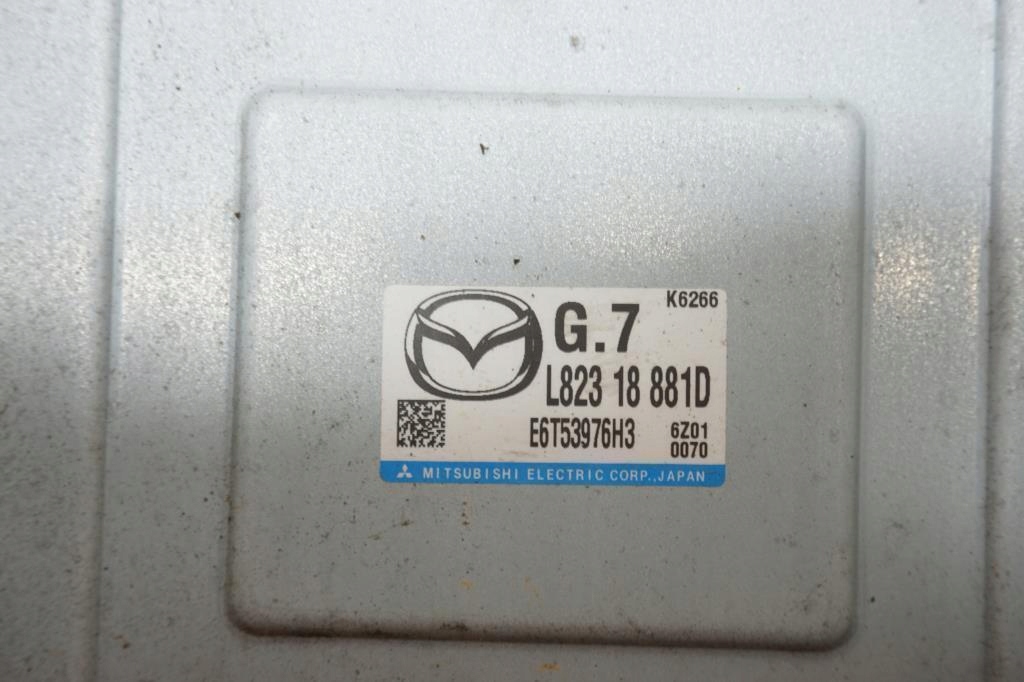 K6266
G.7
L823 18 881D
E6T53976H3 6Z01
0070
MITSUBISHI ELECTRIC CORP.,JAPAN